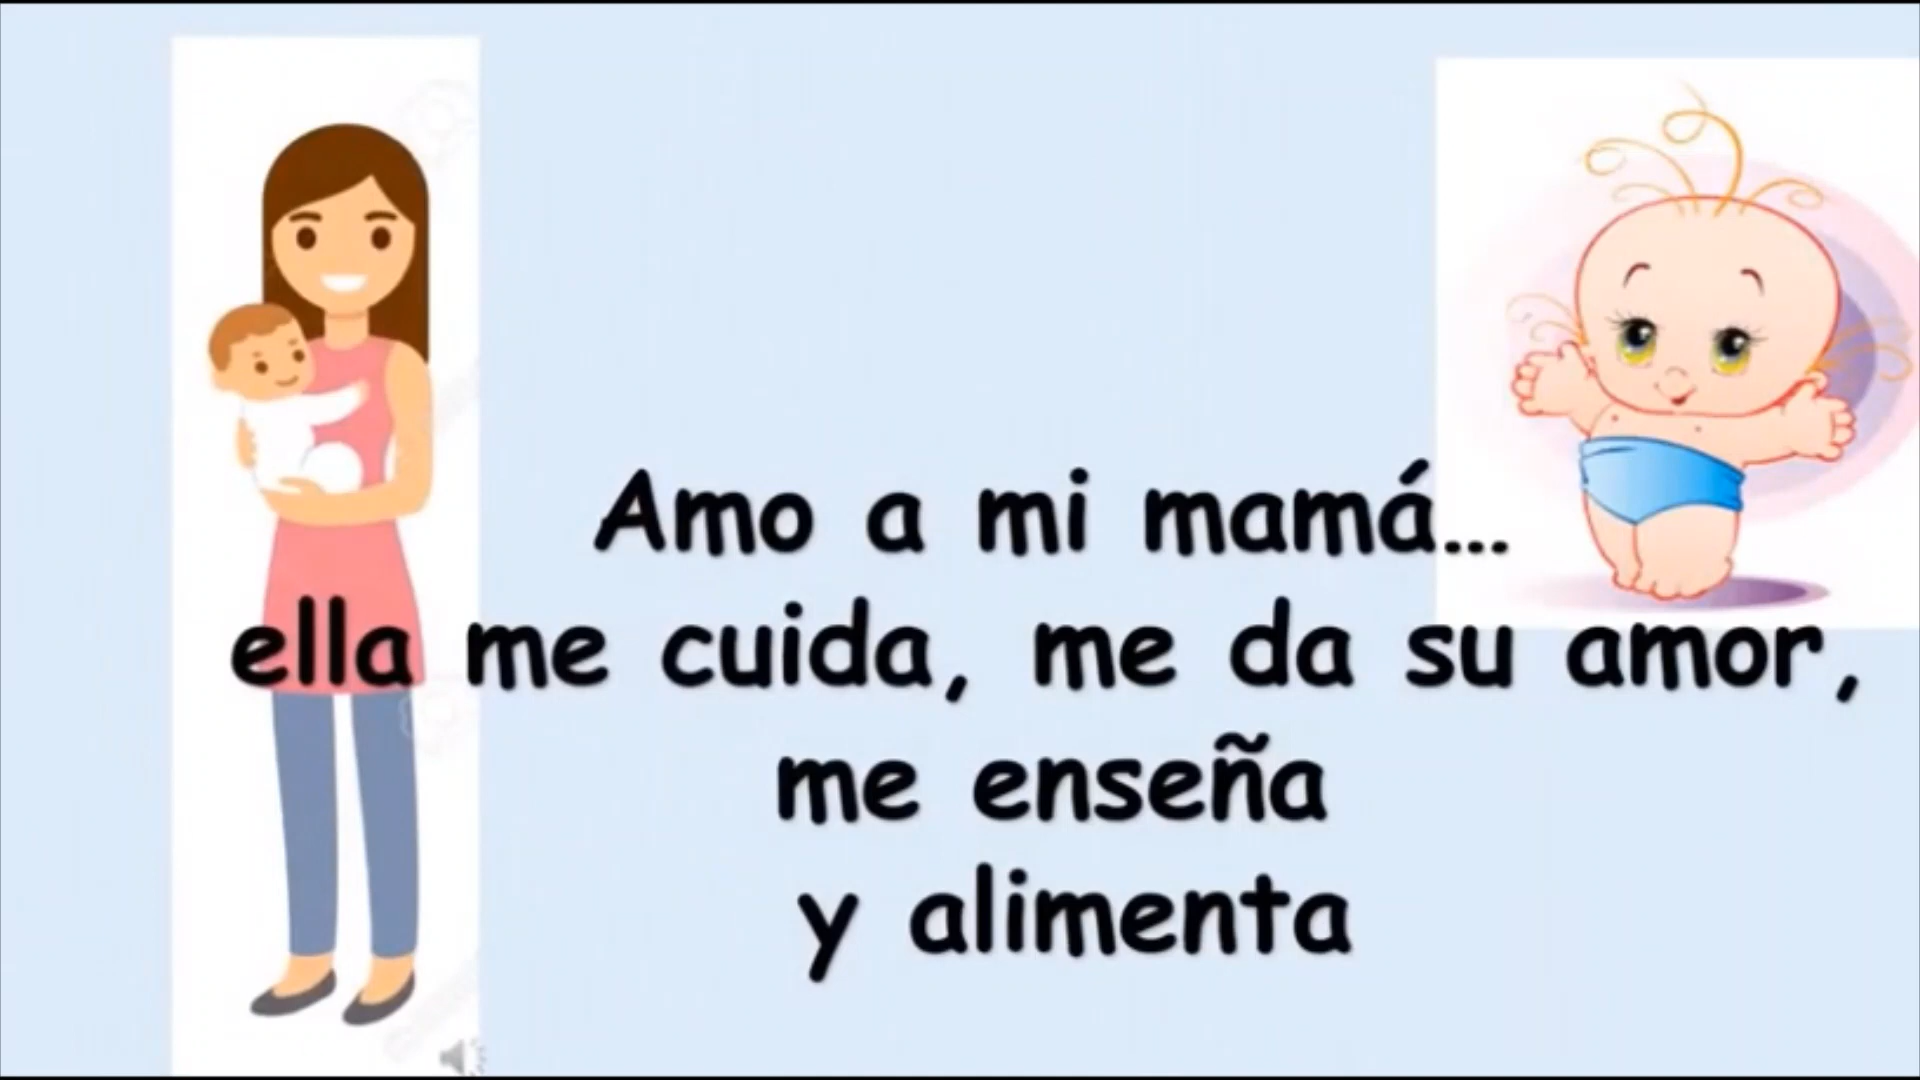 Amo a mi mamá...
ella me cuida, me da su amor,
me enseña
y alimenta